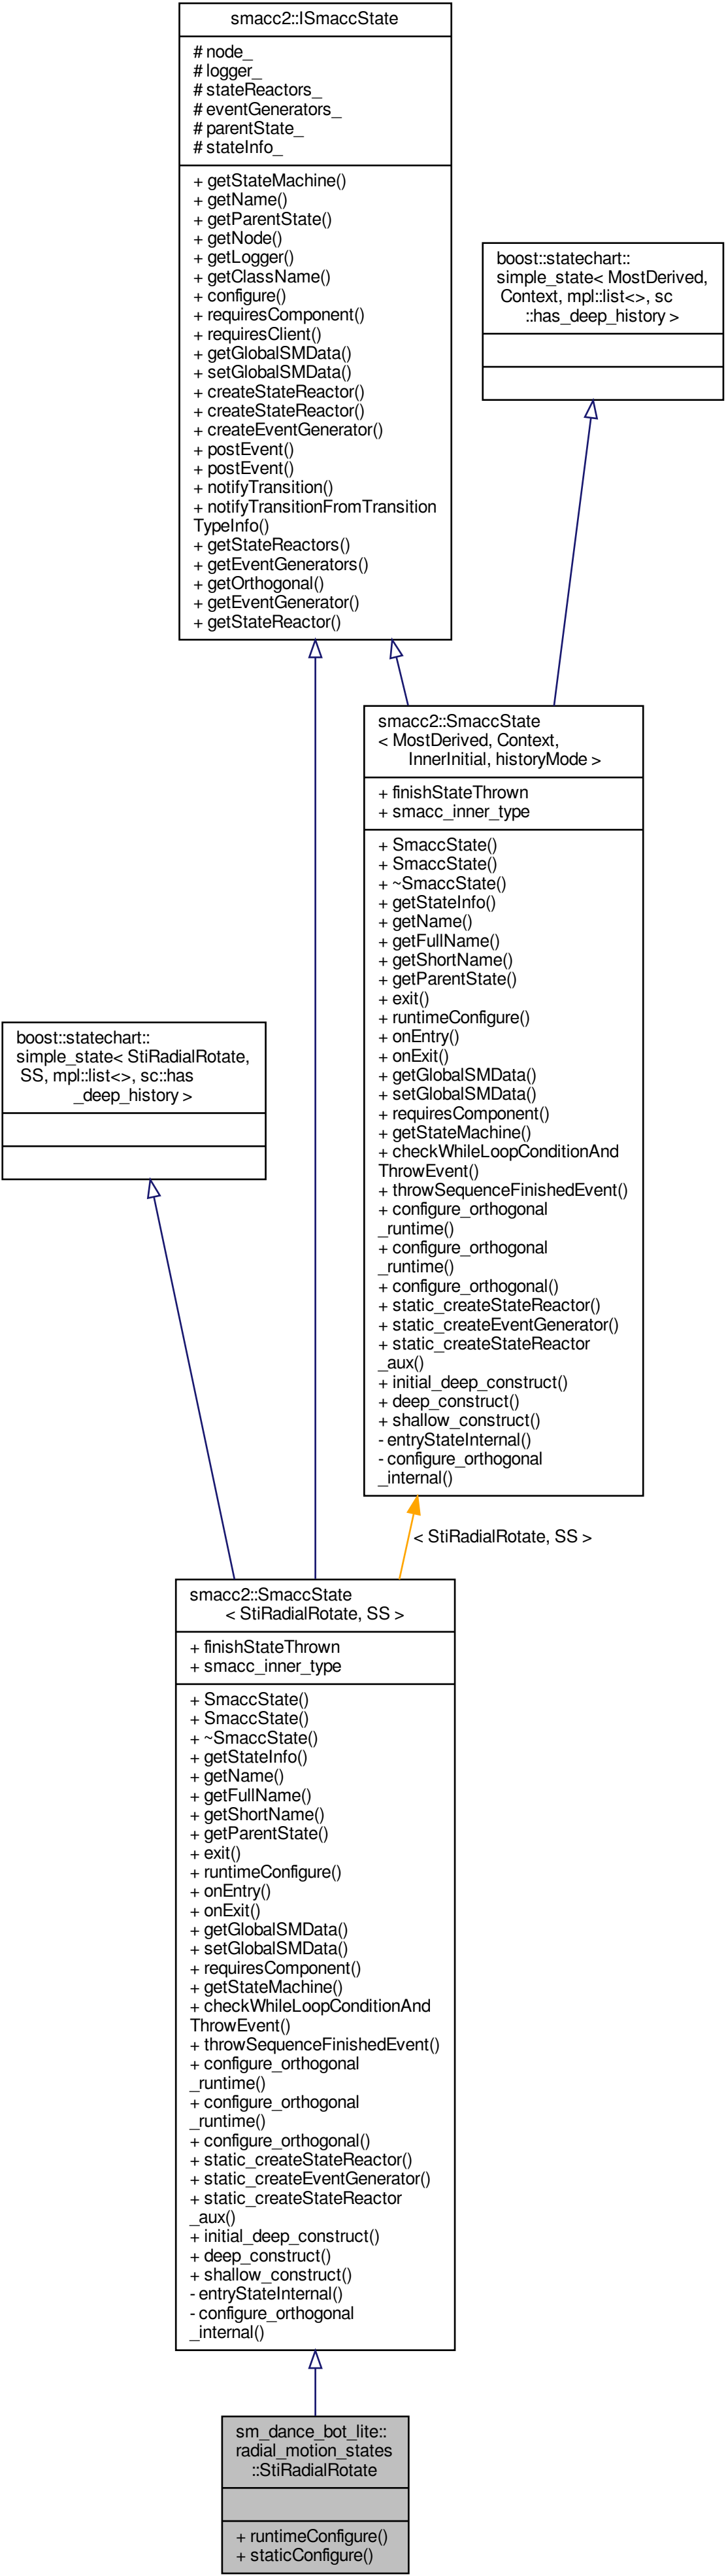 smacc2::ISmaccState
# node_
# logger_
# stateReactors_
# eventGenerators_
# parentState_
# stateInfo_
+ getStateMachine()
+ getName()
+ getParentState()
+ getNode()
+ getLogger()
+ getClassName()
+ configure()
+ requiresComponent()
+ requiresClient()
+ getGlobalSMData()
+ setGlobalSMData()
+ createStateReactor()
+ createStateReactor()
+ createEventGenerator()
+ postEvent()
+ postEvent()
+ notifyTransition()
+ notifyTransitionFromTransition
TypeInfo()
+ getStateReactors()
+ getEventGenerators()
+ getOrthogonal()
+ getEventGenerator()
+ getStateReactor()
boost::statechart::
simple_state< MostDerived,
Context, mpl::list<>, sc
::has_deep_history >
smacc2::SmaccState
< MostDerived, Context,
InnerInitial, historyMode >
+ finishStateThrown
+ smacc_inner_type
+ SmaccState()
+ SmaccState()
+ ~SmaccState()
+ getStateInfo()
+ getName()
+ getFullName()
+ getShortName()
+ getParentState()
+ exit()
+ runtimeConfigure()
+ onEntry()
+ onExit()
+ getGlobalSMData()
+ setGlobalSMData()
+ requiresComponent()
+ getStateMachine()
+ checkWhileLoopConditionAnd
ThrowEvent()
+ throwSequenceFinishedEvent()
+ configure_orthogonal
_runtime()
+ configure_orthogonal
_runtime()
+ configure_orthogonal()
+ static_createStateReactor()
+ static_createEventGenerator()
+ static_createStateReactor
_aux()
+ initial_deep_construct()
+ deep_construct()
+ shallow_construct()
- entryStateInternal()
- configure_orthogonal
_internal()
boost::statechart::
simple_state< StiRadialRotate,
SS, mpl::list<>, sc::has
_deep_history >
< StiRadialRotate, SS >
smacc2::SmaccState
< StiRadialRotate, SS >
+ finishStateThrown
+ smacc_inner_type
+ SmaccState()
+ SmaccState()
+ ~SmaccState()
+ getStateInfo()
+ getName()
+ getFullName()
+ getShortName()
+ getParentState()
+ exit()
+ runtimeConfigure()
+ onEntry()
+ onExit()
+ getGlobalSMData()
+ setGlobalSMData()
+ requiresComponent()
+ getStateMachine()
+ checkWhileLoopConditionAnd
ThrowEvent()
+ throwSequenceFinishedEvent()
+ configure_orthogonal
_runtime()
+ configure_orthogonal
_runtime()
+ configure_orthogonal()
+ static_createStateReactor()
+ static_createEventGenerator()
+ static_createStateReactor
_aux()
+ initial_deep_construct()
+ deep_construct()
+ shallow_construct()
- entryStateInternal()
- configure_orthogonal
_internal()
sm_dance_bot_lite::
radial_motion_states
::StiRadialRotate
+ runtimeConfigure()
+ staticConfigure()